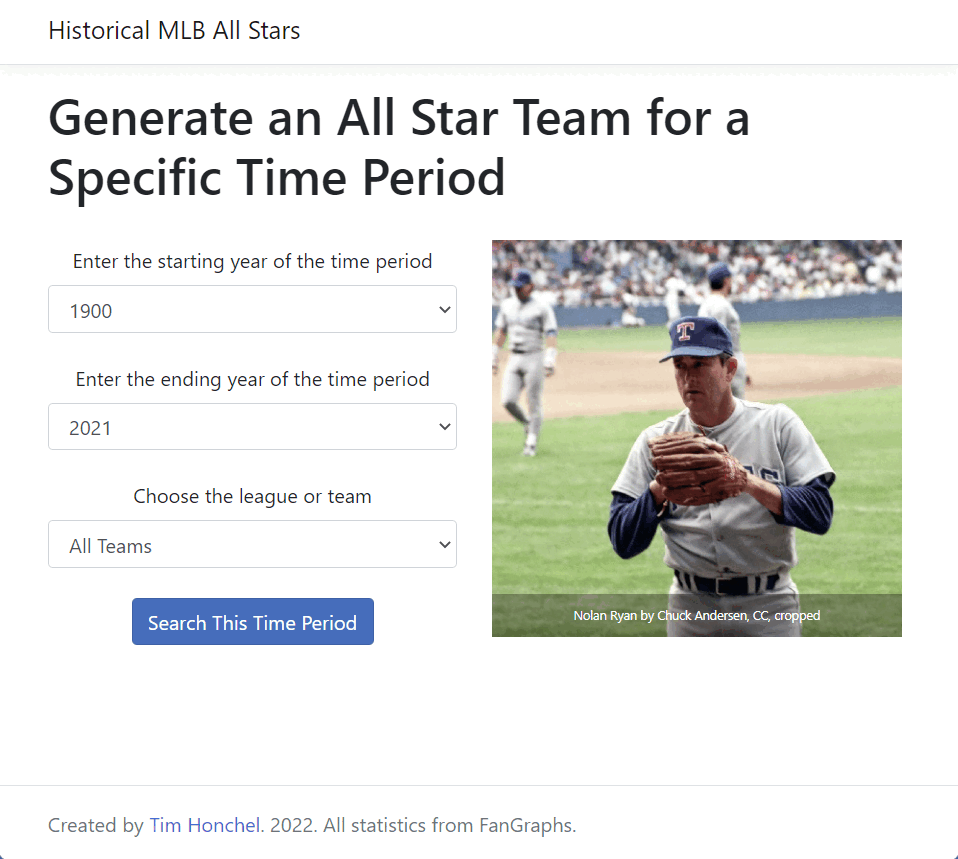 Historical MLB All Stars
Generate an All Star Team for a
Specific Time Period
Enter the starting year of the time period
1900
Enter the ending year of the time period
2021
Choose the league or team
All Teams
Search This Time Period
T
Nolan Ryan by Chuck Andersen, CC, cropped
Created by Tim Honchel. 2022. All statistics from FanGraphs.